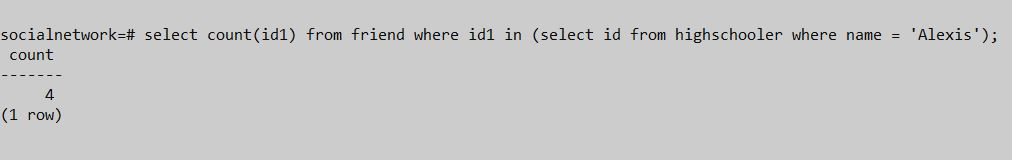 socialnetwork=# select count(id1) from friend where id1 in (select id from highschooler where name = 'Alexis');
 count
-------
     4
(1 row)